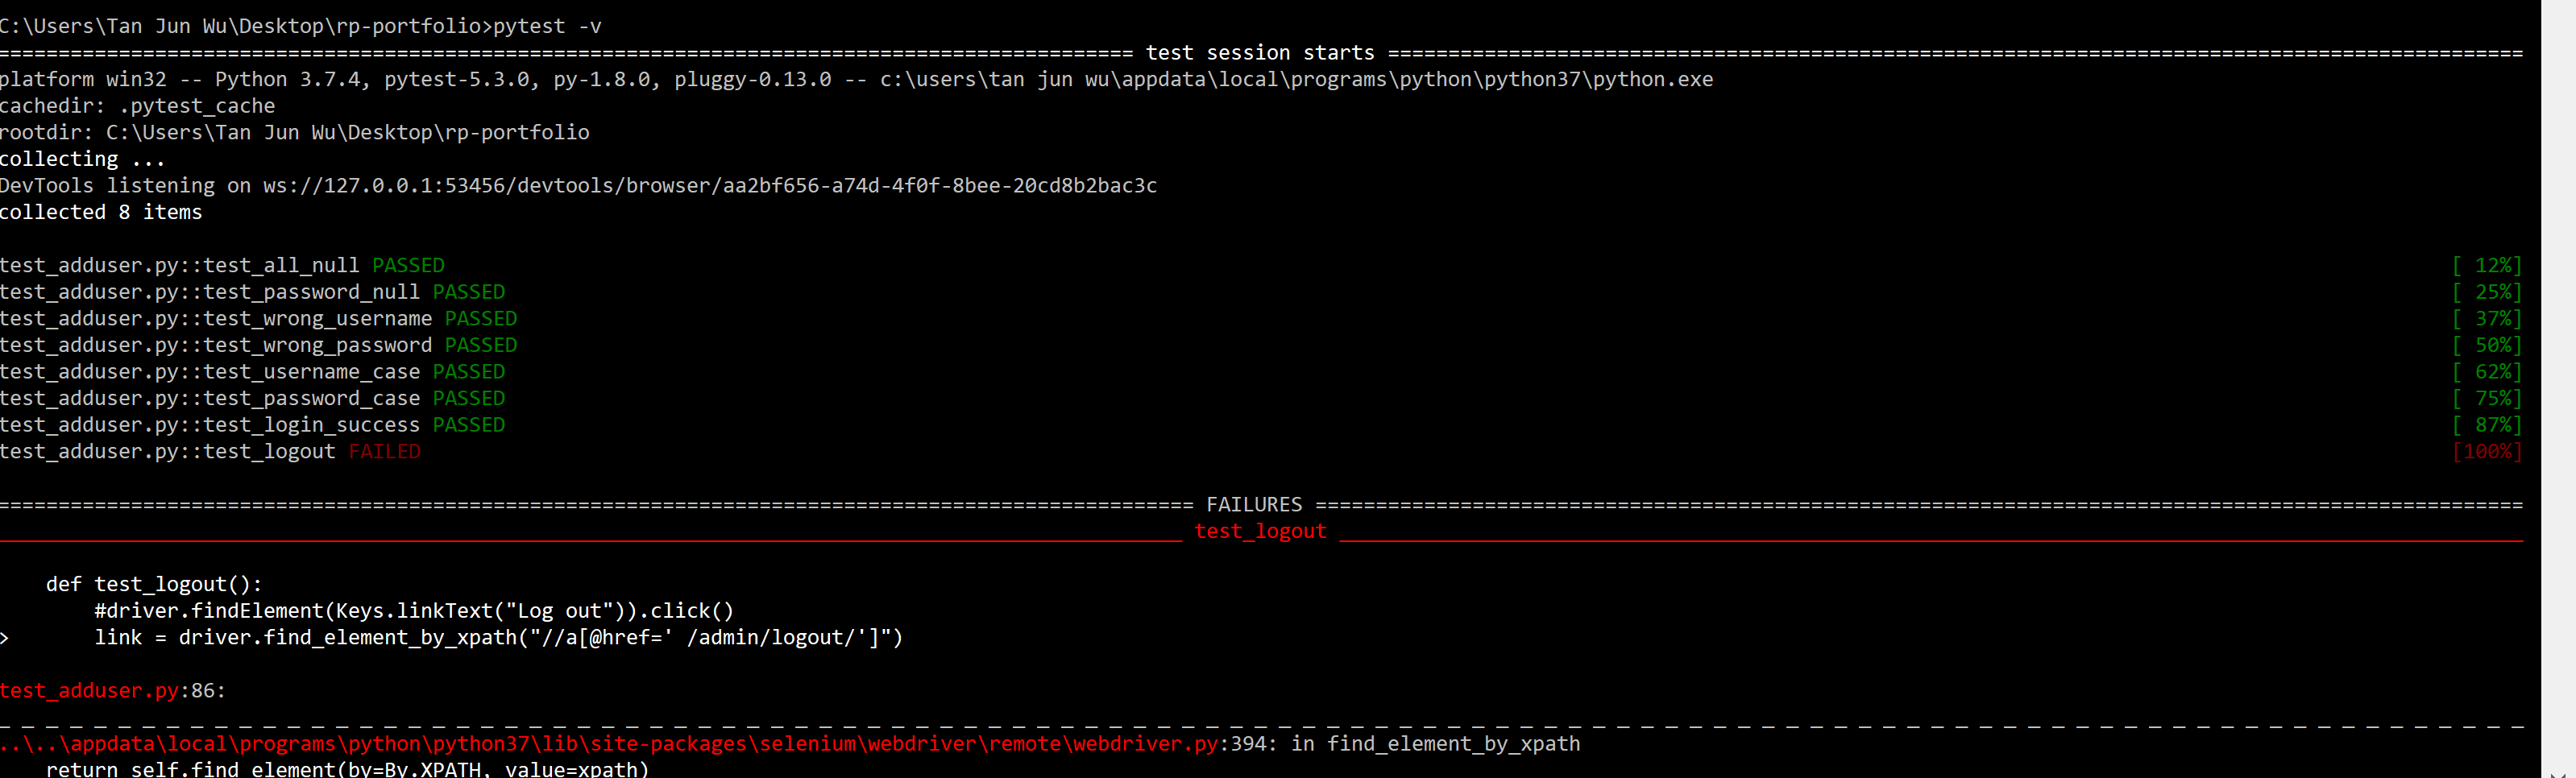 C:\Users\Tan Jun Wu\Desktop\rp-portfolio>pytest -v
============================================================================================== test session starts ==============================================================================================
platform win32 -- Python 3.7.4, pytest-5.3.0, py-1.8.0, pluggy-0.13.0 -- c:\users\tan jun wu\appdata\local\programs\python\python37\python.exe
cachedir: .pytest_cache
rootdir: C:\Users\Tan Jun Wu\Desktop\rp-portfolio
collecting ...
DevTools listening on ws://127.0.0.1:53456/devtools/browser/aa2bf656-a74d-4f0f-8bee-20cd8b2bac3c
collected 8 items
test_adduser.py::test_all_null PASSED [ 12%]
test_adduser.py::test_password_null PASSED [ 25%]
test_adduser.py::test_wrong_username PASSED [ 37%]
test_adduser.py::test_wrong_password PASSED [ 50%]
test_adduser.py::test_username_case PASSED [ 62%]
test_adduser.py::test_password_case PASSED [ 75%]
test_adduser.py::test_login_success PASSED [ 87%]
test_adduser.py::test_logout FAILED [100%]
=================================================================================================== FAILURES ====================================================================================================
__________________________________________________________________________________________________ test_logout __________________________________________________________________________________________________
def test_logout():
#driver.findElement(Keys.linkText("Log out")).click()
> link = driver.find_element_by_xpath("//a[@href=' /admin/logout/']")
test_adduser.py:86:
_ _ _ _ _ _ _ _ _ _ _ _ _ _ _ _ _ _ _ _ _ _ _ _ _ _ _ _ _ _ _ _ _ _ _ _ _ _ _ _ _ _ _ _ _ _ _ _ _ _ _ _ _ _ _ _ _ _ _ _ _ _ _ _ _ _ _ _ _ _ _ _ _ _ _ _ _ _ _ _ _ _ _ _ _ _ _ _ _ _ _ _ _ _ _ _ _ _ _ _ _ _ _ _ _
..\..\appdata\local\programs\python\python37\lib\site-packages\selenium\webdriver\remote\webdriver.py:394: in find_element_by_xpath
return self.find_element(by=By.XPATH, value=xpath)